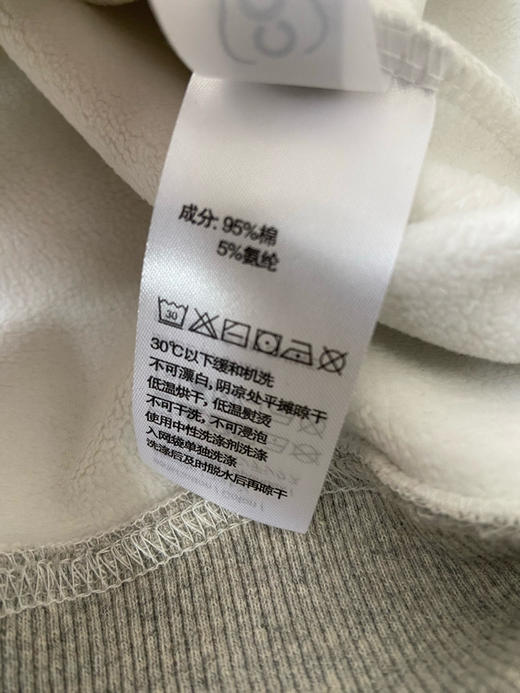 成分: 95%棉
5%氨纶
30
30℃以下缓和机洗
不可漂白, 阴凉处平摊晾干
低温烘干, 低温熨烫
不可干洗, 不可浸泡
使用中性洗涤剂洗涤
入网袋单独洗涤
洗涤后及时脱水后再晾干